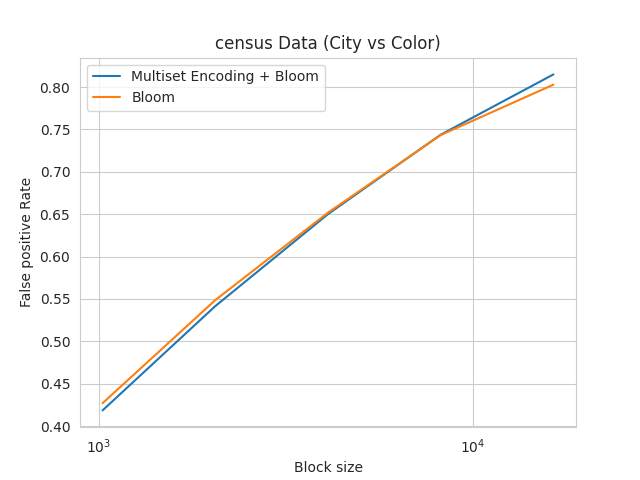 census Data (City vs Color)
Multiset Encoding + Bloom
Bloom
False positive Rate
0.80
0.75
0.70
0.65
0.60
0.55
0.50
0.45
0.40
10³
10⁴
Block size